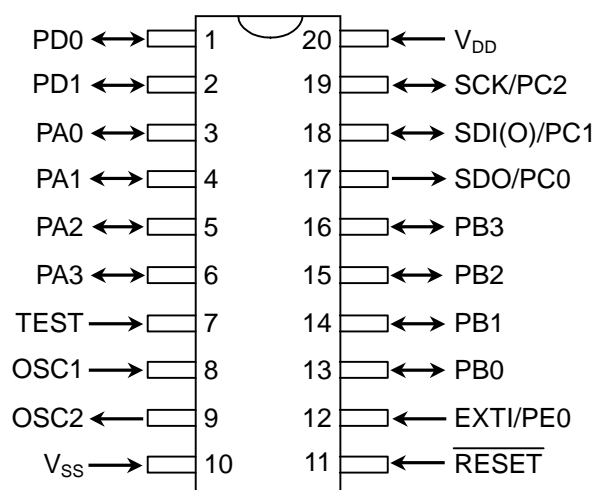 PD0 1 20 V_DD
PD1 2 19 SCK/PC2
PA0 3 18 SDI(O)/PC1
PA1 4 17 SDO/PC0
PA2 5 16 PB3
PA3 6 15 PB2
TEST 7 14 PB1
OSC1 8 13 PB0
OSC2 9 12 EXTI/PE0
V_SS 10 11 RESET